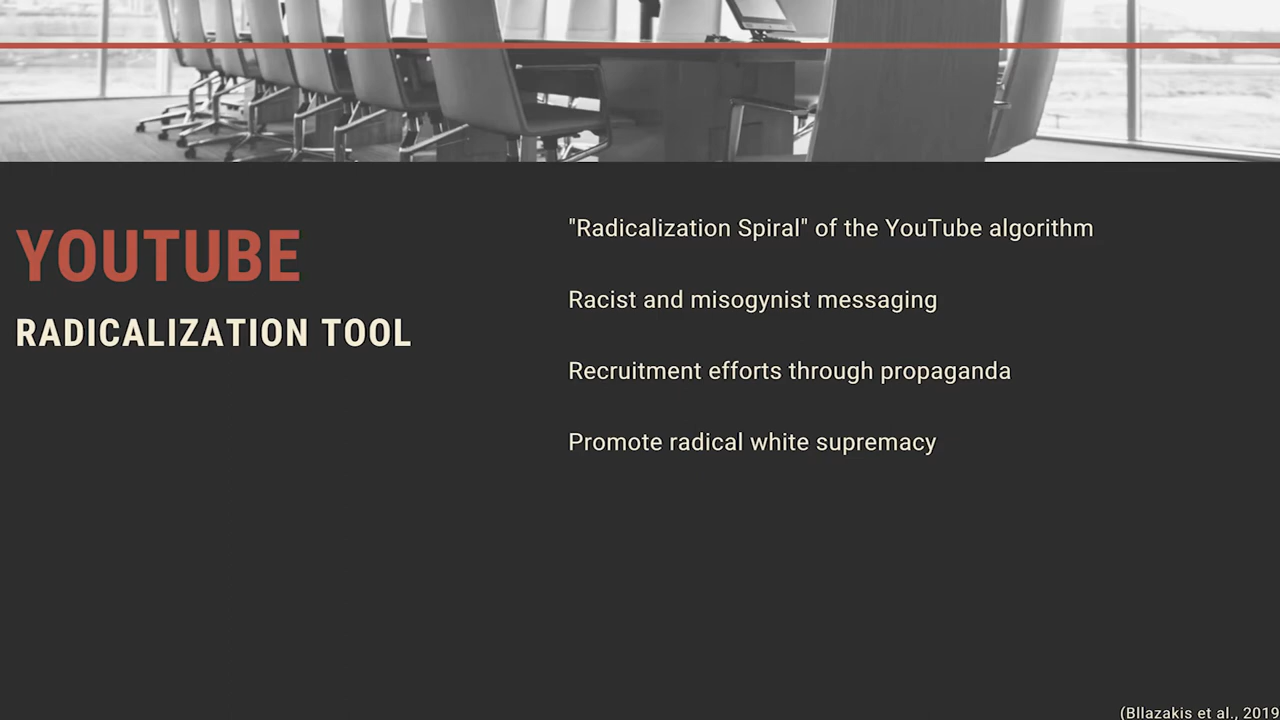 YOUTUBE
RADICALIZATION TOOL
"Radicalization Spiral" of the YouTube algorithm
Racist and misogynist messaging
Recruitment efforts through propaganda
Promote radical white supremacy
(Bllazakis et al., 2019